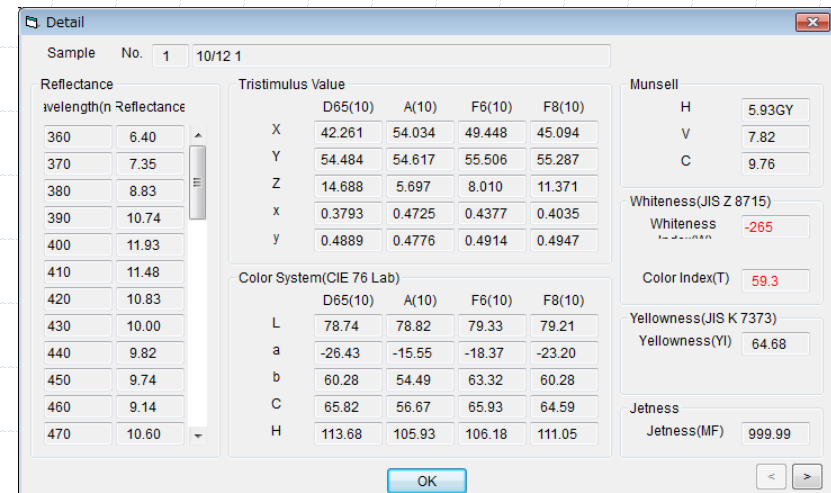 Detail
Sample No. 1 10/12 1
Reflectance
avelength(n Reflectance
360 6.40
370 7.35
380 8.83
390 10.74
400 11.93
410 11.48
420 10.83
430 10.00
440 9.82
450 9.74
460 9.14
470 10.60
Tristimulus Value
D65(10) A(10) F6(10) F8(10)
X 42.261 54.034 49.448 45.094
Y 54.484 54.617 55.506 55.287
Z 14.688 5.697 8.010 11.371
x 0.3793 0.4725 0.4377 0.4035
y 0.4889 0.4776 0.4914 0.4947
Color System(CIE 76 Lab)
D65(10) A(10) F6(10) F8(10)
L 78.74 78.82 79.33 79.21
a -26.43 -15.55 -18.37 -23.20
b 60.28 54.49 63.32 60.28
C 65.82 56.67 65.93 64.59
H 113.68 105.93 106.18 111.05
Munsell
H 5.93GY
V 7.82
C 9.76
Whiteness(JIS Z 8715)
Whiteness -265
Color Index(T) 59.3
Yellowness(JIS K 7373)
Yellowness(YI) 64.68
Jetness
Jetness(MF) 999.99
OK
< >